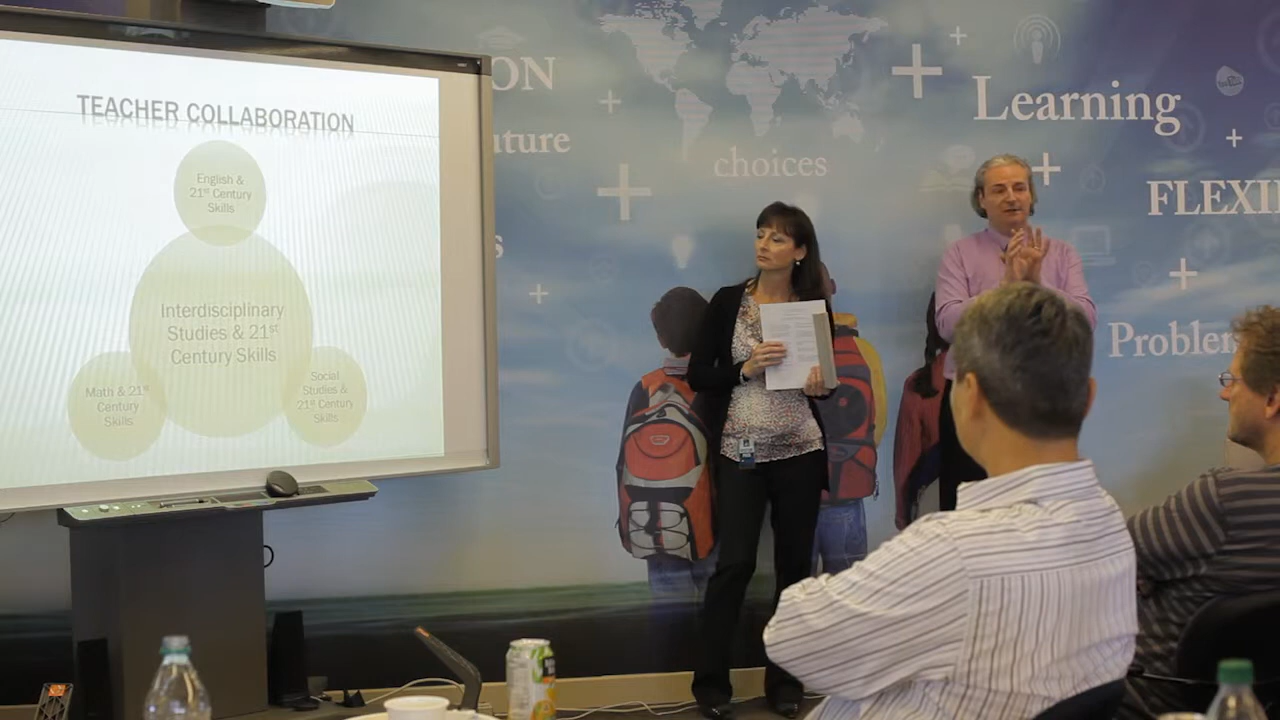 TEACHER COLLABORATION
English &
21st Century
Skills
Interdisciplinary
Studies & 21st
Century Skills
Math & 21st
Century
Skills
Social
Studies &
21st Century
Skills
ON
uture
choices
Learning
FLEXI
Problem
s